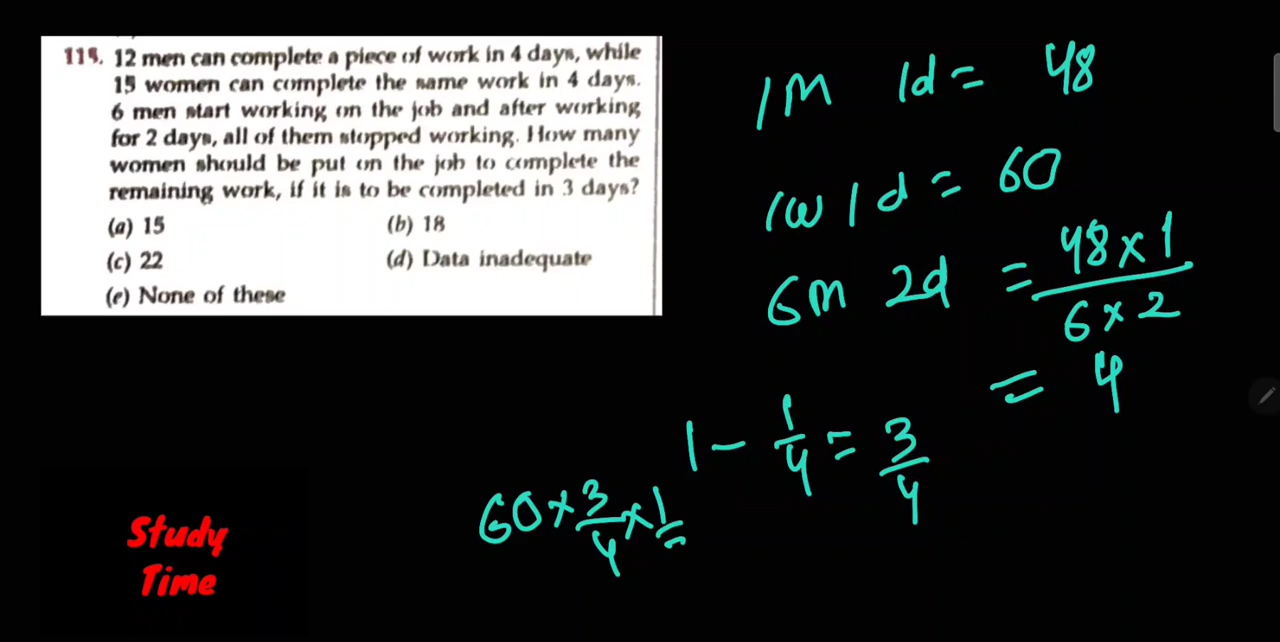 115. 12 men can complete a piece of work in 4 days, while
15 women can complete the same work in 4 days.
6 men start working on the job and after working
for 2 days, all of them stopped working. How many
women should be put on the job to complete the
remaining work, if it is to be completed in 3 days?
(a) 15 (b) 18
(c) 22 (d) Data inadequate
(e) None of these
1M 1d = 48
1W 1d = 60
6m 2d = 48 × 1 / 6 × 2
= 4
1 - 1/4 = 3/4
60 × 3/4 × 1 =
Study
Time